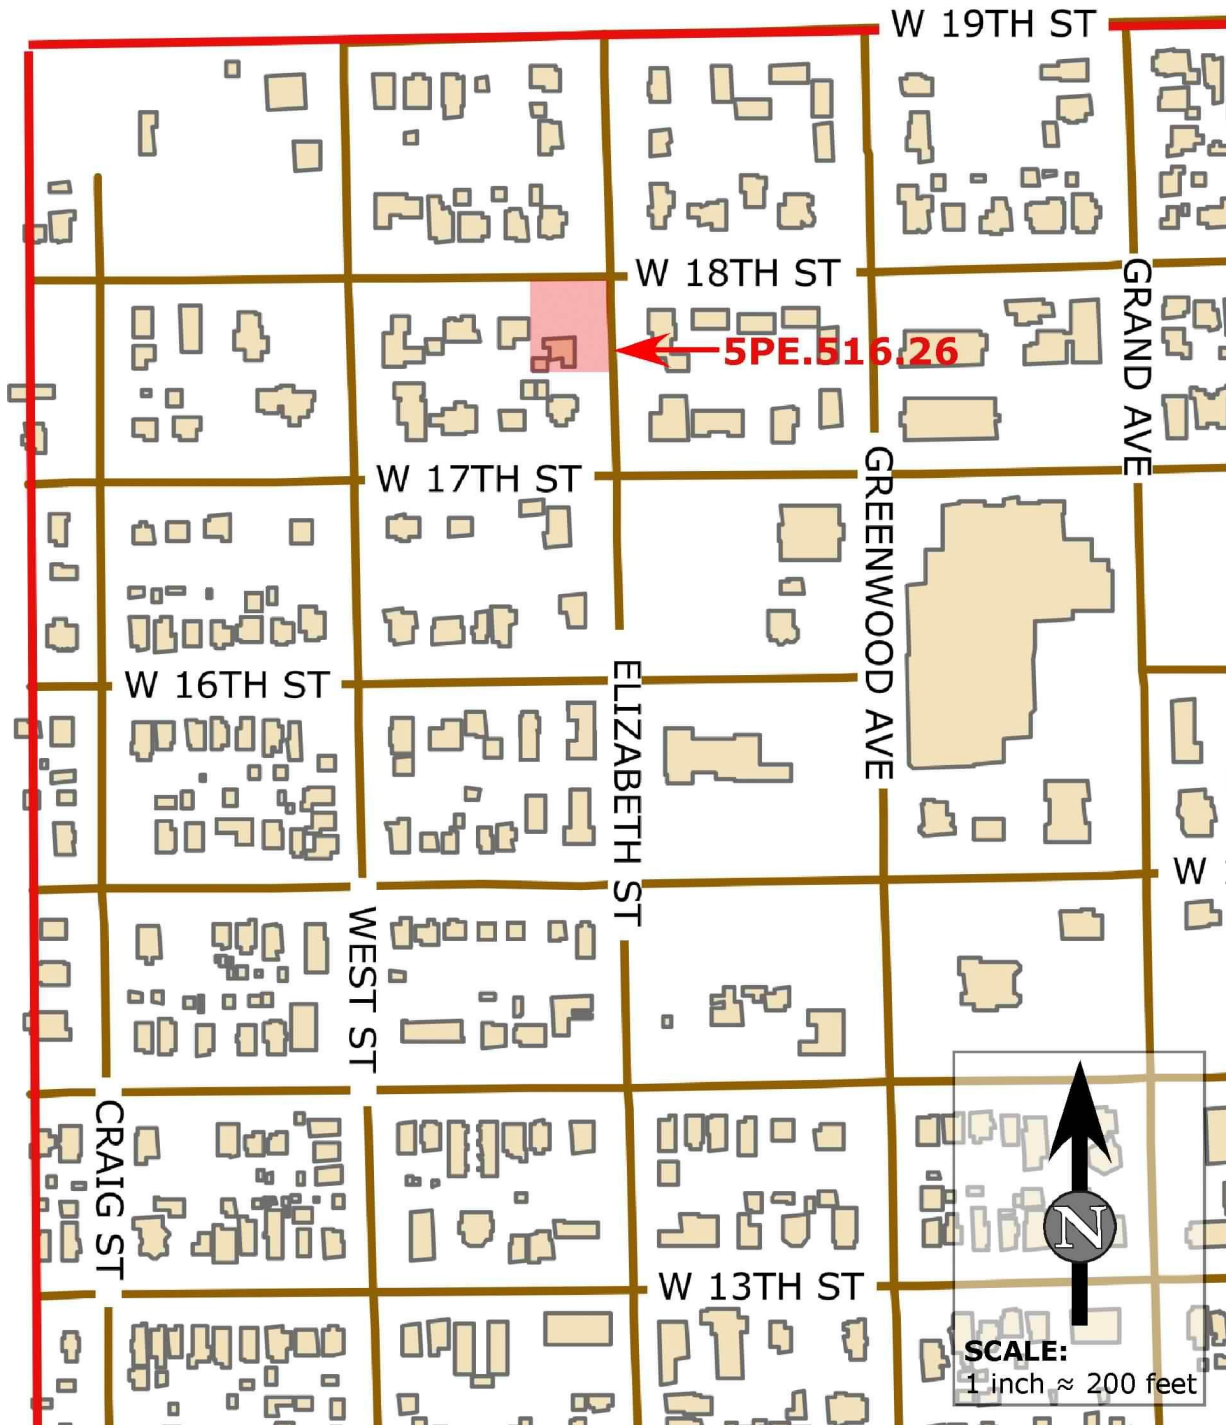 W 19TH ST
W 18TH ST
GRAND AVE
5PE.516.26
W 17TH ST
GREENWOOD AVE
W 16TH ST
ELIZABETH ST
W
WEST ST
CRAIG ST
N
W 13TH ST
SCALE:
1 inch ≈ 200 feet